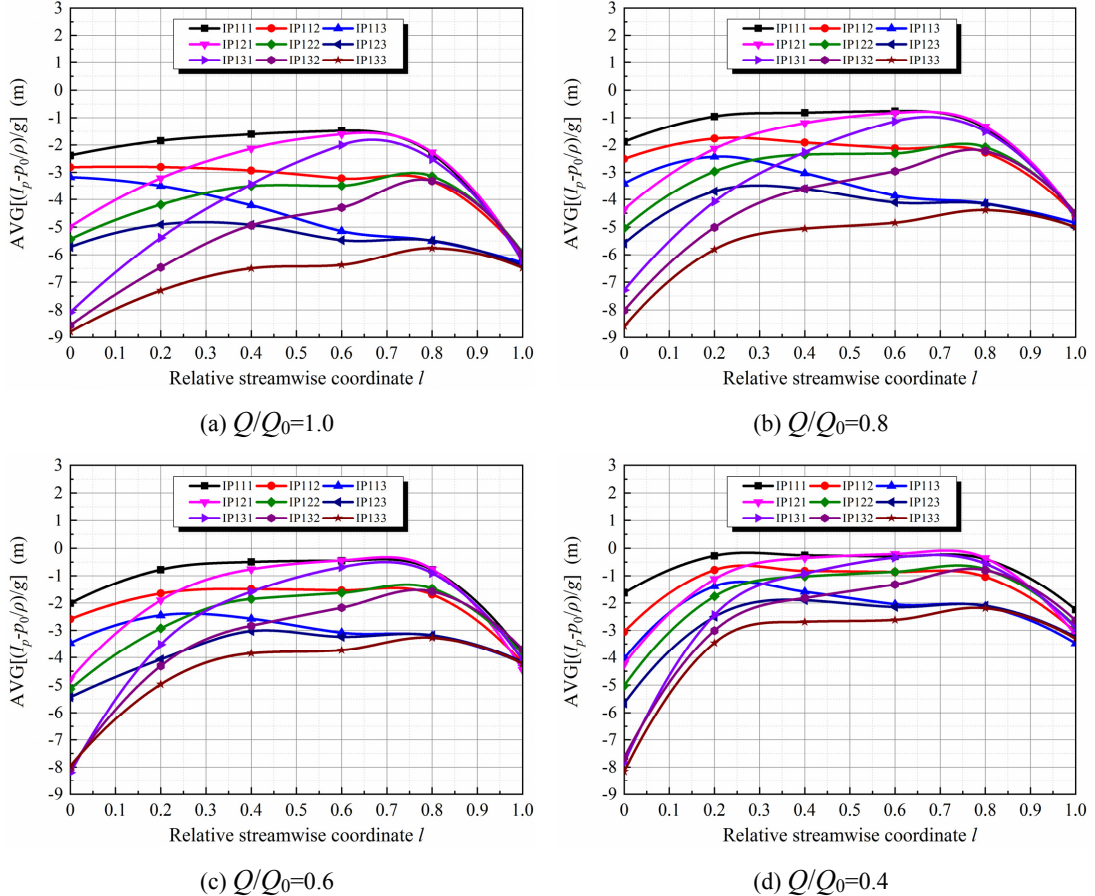 IP111 IP112 IP113
IP121 IP122 IP123
IP131 IP132 IP133
AVG[(l_p-p_0/ρ)/g] (m)
3
2
1
0
-1
-2
-3
-4
-5
-6
-7
-8
-9
0 0.1 0.2 0.3 0.4 0.5 0.6 0.7 0.8 0.9 1.0
Relative streamwise coordinate l
(a) Q/Q₀=1.0
IP111 IP112 IP113
IP121 IP122 IP123
IP131 IP132 IP133
AVG[(l_p-p_0/ρ)/g] (m)
3
2
1
0
-1
-2
-3
-4
-5
-6
-7
-8
-9
0 0.1 0.2 0.3 0.4 0.5 0.6 0.7 0.8 0.9 1.0
Relative streamwise coordinate l
(b) Q/Q₀=0.8
IP111 IP112 IP113
IP121 IP122 IP123
IP131 IP132 IP133
AVG[(l_p-p_0/ρ)/g] (m)
3
2
1
0
-1
-2
-3
-4
-5
-6
-7
-8
-9
0 0.1 0.2 0.3 0.4 0.5 0.6 0.7 0.8 0.9 1.0
Relative streamwise coordinate l
(c) Q/Q₀=0.6
IP111 IP112 IP113
IP121 IP122 IP123
IP131 IP132 IP133
AVG[(l_p-p_0/ρ)/g] (m)
3
2
1
0
-1
-2
-3
-4
-5
-6
-7
-8
-9
0 0.1 0.2 0.3 0.4 0.5 0.6 0.7 0.8 0.9 1.0
Relative streamwise coordinate l
(d) Q/Q₀=0.4